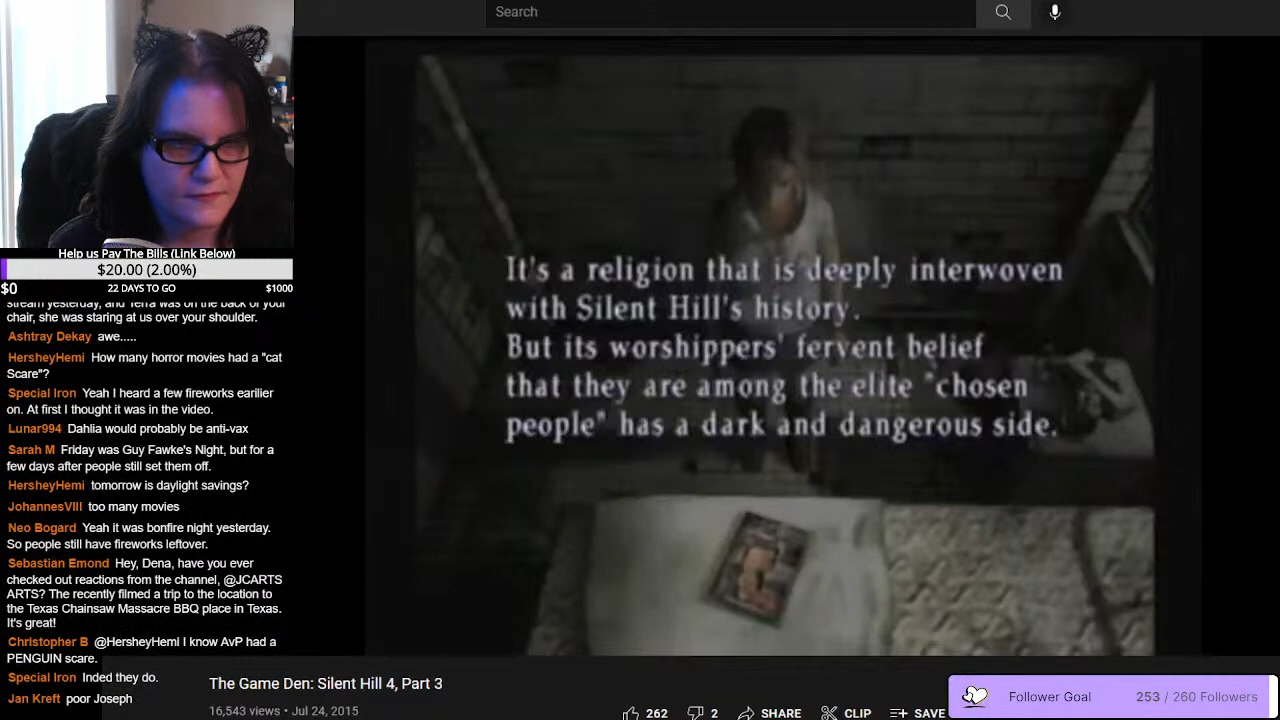 Search
It's a religion that is deeply interwoven
with Silent Hill's history.
But its worshippers' fervent belief
that they are among the elite "chosen
people" has a dark and dangerous side.
Help us Pay The Bills (Link Below)
$20.00 (2.00%)
$0 22 DAYS TO GO $1000
stream yesterday, and Terra was on the back of your
chair, she was staring at us over your shoulder.
Ashtray Dekay awe.....
HersheyHemi How many horror movies had a "cat
Scare"?
Special Iron Yeah I heard a few fireworks earilier
on. At first I thought it was in the video.
Lunar994 Dahlia would probably be anti-vax
Sarah M Friday was Guy Fawke's Night, but for a
few days after people still set them off.
HersheyHemi tomorrow is daylight savings?
JohannesVIII too many movies
Neo Bogard Yeah it was bonfire night yesterday.
So people still have fireworks leftover.
Sebastian Emond Hey, Dena, have you ever
checked out reactions from the channel, @JCARTS
ARTS? The recently filmed a trip to the location to
the Texas Chainsaw Massacre BBQ place in Texas.
It's great!
Christopher B @HersheyHemi I know AvP had a
PENGUIN scare.
Special Iron Inded they do.
Jan Kreft poor Joseph
The Game Den: Silent Hill 4, Part 3
16,543 views • Jul 24, 2015
262 2 SHARE CLIP SAVE
Follower Goal 253 / 260 Followers